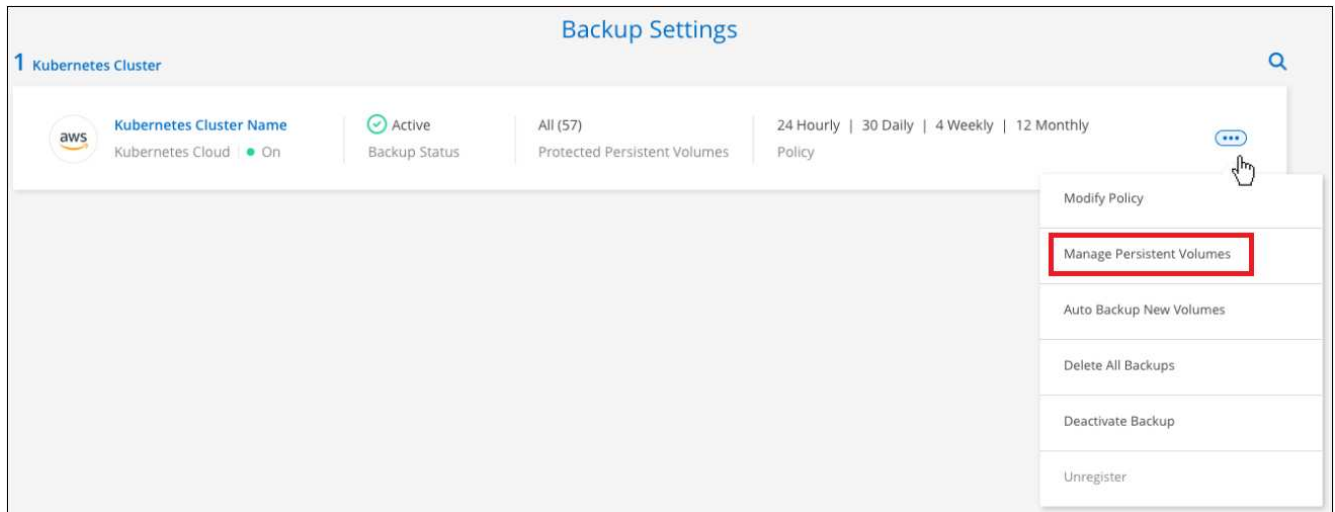 Backup Settings
1 Kubernetes Cluster
aws
Kubernetes Cluster Name
Kubernetes Cloud
On
Active
Backup Status
All (57)
Protected Persistent Volumes
24 Hourly | 30 Daily | 4 Weekly | 12 Monthly
Policy
Modify Policy
Manage Persistent Volumes
Auto Backup New Volumes
Delete All Backups
Deactivate Backup
Unregister